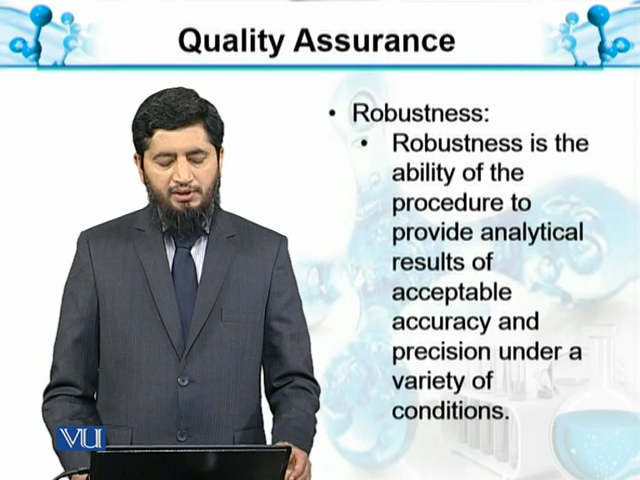 Quality Assurance
• Robustness:
• Robustness is the
ability of the
procedure to
provide analytical
results of
acceptable
accuracy and
precision under a
variety of
conditions.
VU